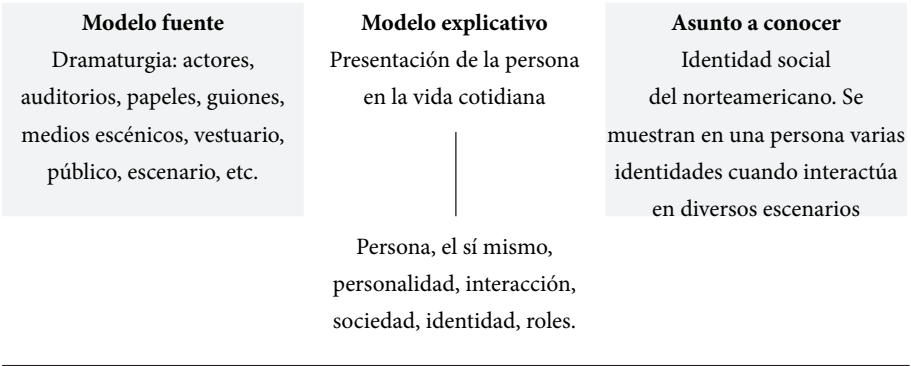 Modelo fuente
Dramaturgia: actores,
auditorios, papeles, guiones,
medios escénicos, vestuario,
público, escenario, etc.
Modelo explicativo
Presentación de la persona
en la vida cotidiana
Persona, el sí mismo,
personalidad, interacción,
sociedad, identidad, roles.
Asunto a conocer
Identidad social
del norteamericano. Se
muestran en una persona varias
identidades cuando interactúa
en diversos escenarios